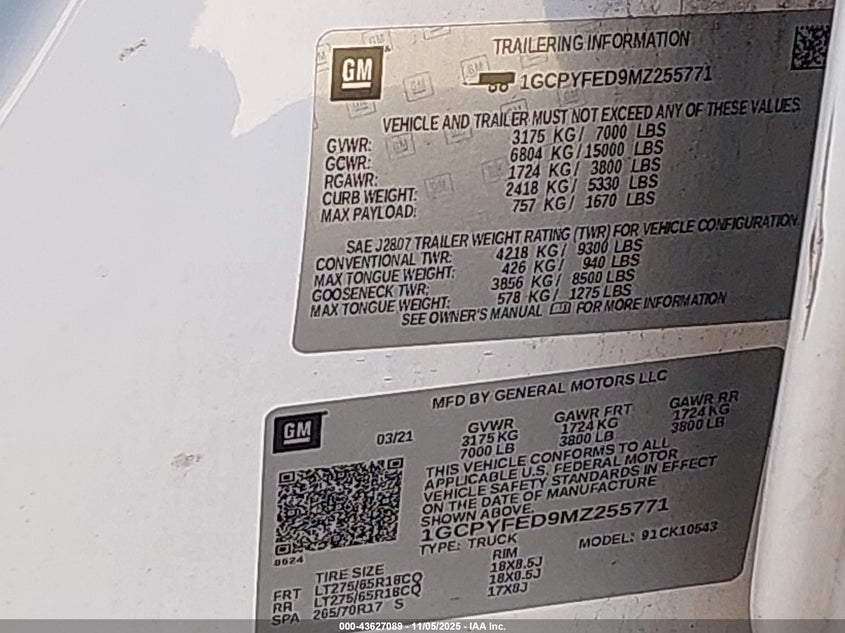 GM
TRAILERING INFORMATION
1GCPYFED9MZ255771
VEHICLE AND TRAILER MUST NOT EXCEED ANY OF THESE VALUES
GVWR: 3175 KG/ 7000 LBS
GCWR: 6804 KG/15000 LBS
RGAWR: 1724 KG/ 3800 LBS
CURB WEIGHT: 2418 KG/ 5330 LBS
MAX PAYLOAD: 757 KG/ 1670 LBS
SAE J2807 TRAILER WEIGHT RATING (TWR) FOR VEHICLE CONFIGURATION.
CONVENTIONAL TWR: 4218 KG/ 9300 LBS
MAX TONGUE WEIGHT: 426 KG/ 940 LBS
GOOSENECK TWR: 3856 KG/ 8500 LBS
MAX TONGUE WEIGHT: 578 KG/ 1275 LBS
SEE OWNER'S MANUAL FOR MORE INFORMATION
MFD BY GENERAL MOTORS LLC
GM
03/21
GVWR GAWR FRT GAWR RR
3175 KG 1724 KG 1724 KG
7000 LB 3800 LB 3800 LB
THIS VEHICLE CONFORMS TO ALL
APPLICABLE U.S. FEDERAL MOTOR
VEHICLE SAFETY STANDARDS IN EFFECT
ON THE DATE OF MANUFACTURE
SHOWN ABOVE.
1GCPYFED9MZ255771
TYPE: TRUCK MODEL: 91CK10543
8624
TIRE SIZE RIM
FRT LT275/65R18CQ 18X8.5J
RR LT275/65R18CQ 18X8.5J
SPA 265/70R17 S 17X8J
000-43627089 - 11/05/2025 - IAA Inc.